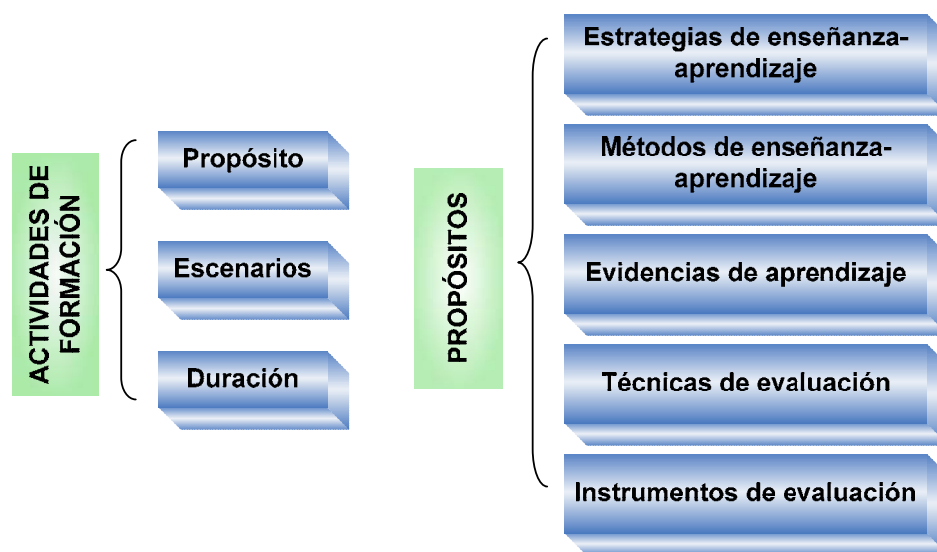 ACTIVIDADES DE
FORMACIÓN
Propósito
Escenarios
Duración
PROPÓSITOS
Estrategias de enseñanza-
aprendizaje
Métodos de enseñanza-
aprendizaje
Evidencias de aprendizaje
Técnicas de evaluación
Instrumentos de evaluación